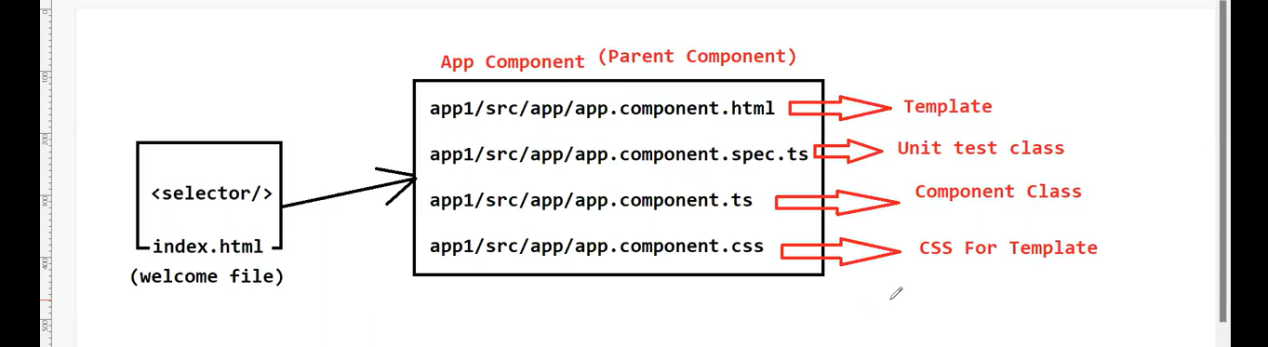 App Component (Parent Component)
app1/src/app/app.component.html
Template
app1/src/app/app.component.spec.ts
Unit test class
<selector/>
app1/src/app/app.component.ts
Component Class
index.html
app1/src/app/app.component.css
CSS For Template
(welcome file)